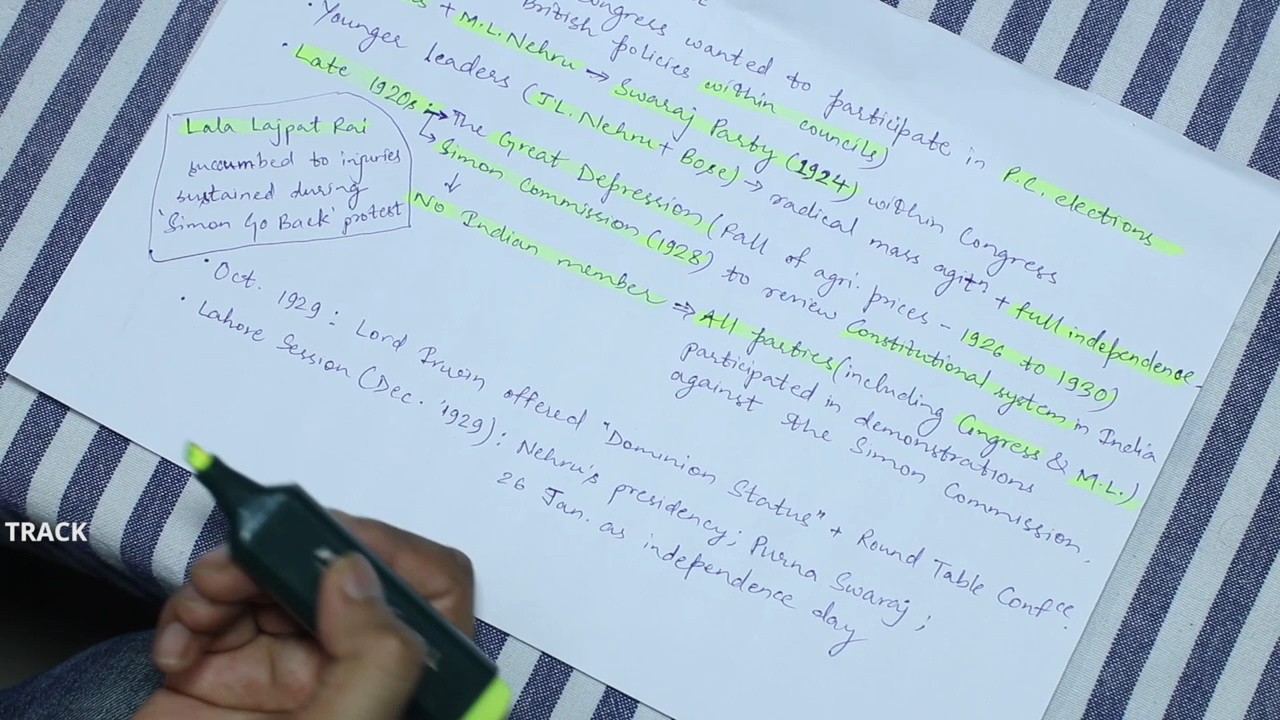 Congress wanted to participate in P.C. elections
British policies within councils)
+ M.L. Nehru → Swaraj Party (1924) within Congress
• Younger leaders (J.L. Nehru + Bose) → radical mass agitⁿ + full independence
• Late 1920s :→ The Great Depression (Fall of agri. prices - 1926 to 1930)
↳ Simon Commission (1928) to review Constitutional system in India
↓
No Indian member ⇒ All parties (including Congress & M.L.)
participated in demonstrations
against the Simon Commission.
Lala Lajpat Rai
succumbed to injuries
sustained during
'Simon Go Back' protest
• Oct. 1929 : Lord Irwin offered "Dominion Status" + Round Table Confce.
• Lahore Session (Dec. '1929) : Nehru's presidency; Purna Swaraj ;
26 Jan. as independence day
TRACK